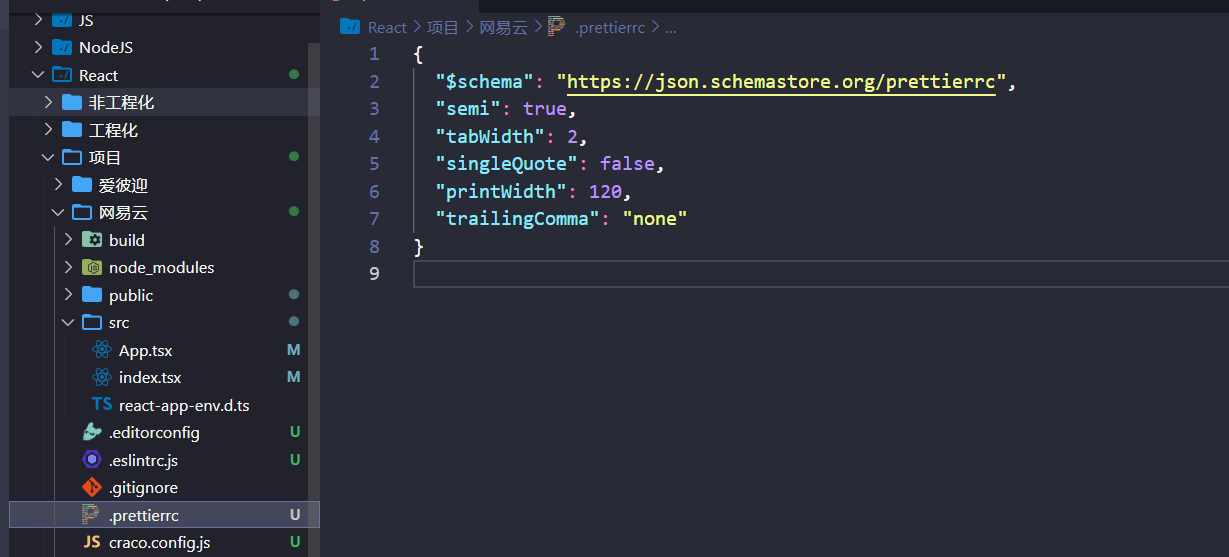 JS
NodeJS
React
非工程化
工程化
项目
爱彼迎
网易云
build
node_modules
public
src
App.tsx M
index.tsx M
TS react-app-env.d.ts
.editorconfig U
.eslintrc.js U
.gitignore
.prettierrc U
JS craco.config.js U
React > 项目 > 网易云 > .prettierrc > ...
1 {
2 "$schema": "https://json.schemastore.org/prettierrc",
3 "semi": true,
4 "tabWidth": 2,
5 "singleQuote": false,
6 "printWidth": 120,
7 "trailingComma": "none"
8 }
9